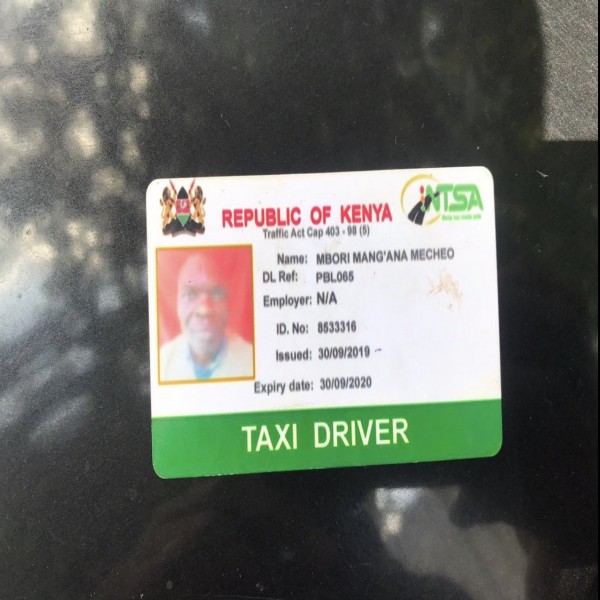 REPUBLIC OF KENYA
NTSA
Traffic Act Cap 403 - 98 (5)
Name: MBORI MANG'ANA MECHEO
DL Ref: PBL065
Employer: N/A
ID. No: 8533316
Issued: 30/09/2019
Expiry date: 30/09/2020
TAXI DRIVER